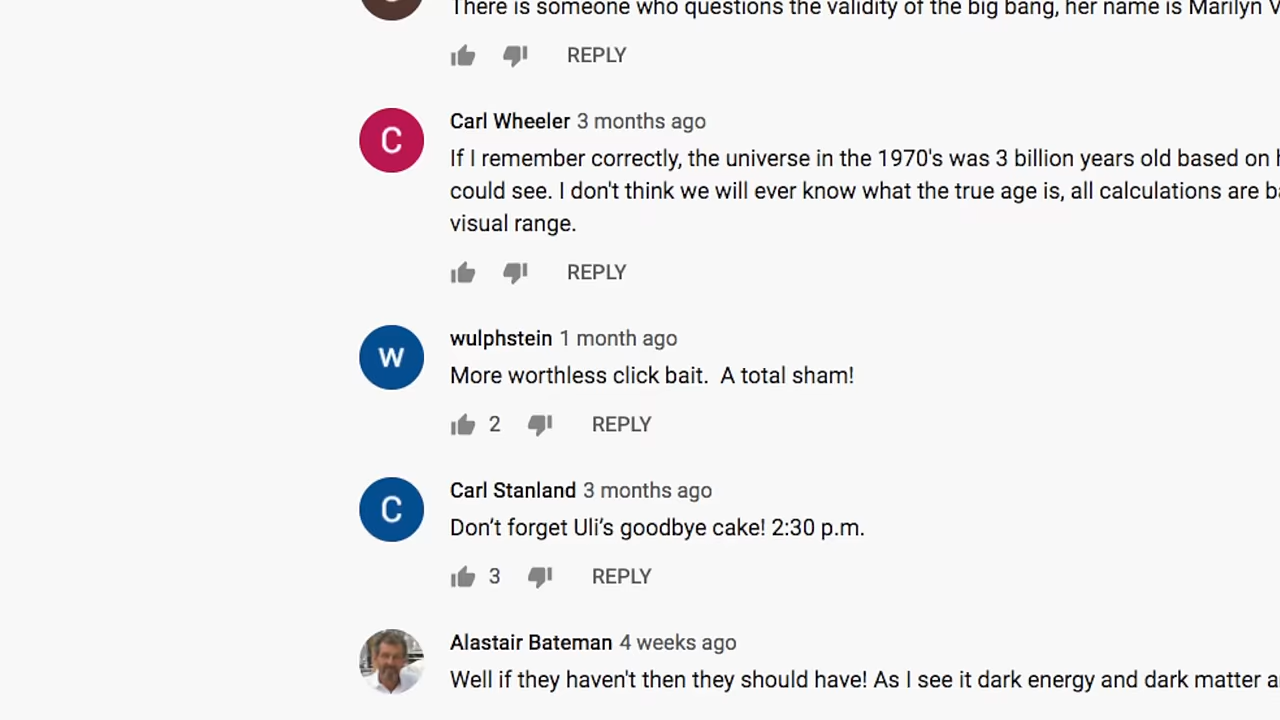 There is someone who questions the validity of the big bang, her name is Marilyn V
REPLY
C
Carl Wheeler 3 months ago
If I remember correctly, the universe in the 1970's was 3 billion years old based on
could see. I don't think we will ever know what the true age is, all calculations are
visual range.
REPLY
W
wulphstein 1 month ago
More worthless click bait.  A total sham!
2 REPLY
C
Carl Stanland 3 months ago
Don’t forget Uli’s goodbye cake! 2:30 p.m.
3 REPLY
Alastair Bateman 4 weeks ago
Well if they haven't then they should have! As I see it dark energy and dark matter